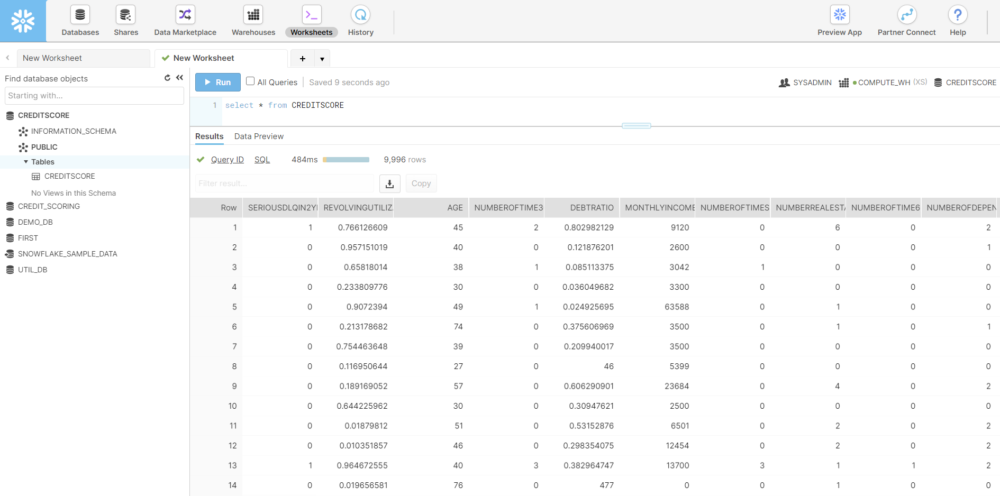 Databases Shares Data Marketplace Warehouses Worksheets History Preview App Partner Connect Help
New Worksheet New Worksheet +
Find database objects
Starting with...
CREDITSCORE
INFORMATION_SCHEMA
PUBLIC
Tables
CREDITSCORE
No Views in this Schema
CREDIT_SCORING
DEMO_DB
FIRST
SNOWFLAKE_SAMPLE_DATA
UTIL_DB
Run All Queries Saved 9 seconds ago SYSADMIN COMPUTE_WH (XS) CREDITSCORE
1 select * from CREDITSCORE
Results Data Preview
Query ID SQL 484ms 9,996 rows
Filter result... Copy
Row SERIOUSDLQIN2Y REVOLVINGUTILIZ AGE NUMBEROFTIME3 DEBTRATIO MONTHLYINCOME NUMBEROFTIMES NUMBERREALESTA NUMBEROFTIME6 NUMBEROFDEPEN
1 1 0.766126609 45 2 0.802982129 9120 0 6 0 2
2 0 0.957151019 40 0 0.121876201 2600 0 0 0 1
3 0 0.65818014 38 1 0.085113375 3042 1 0 0 0
4 0 0.233809776 30 0 0.036049682 3300 0 0 0 0
5 0 0.9072394 49 1 0.024925695 63588 0 1 0 0
6 0 0.213178682 74 0 0.375606969 3500 0 1 0 1
7 0 0.754463648 39 0 0.209940017 3500 0 0 0 0
8 0 0.116950644 27 0 46 5399 0 0 0 0
9 0 0.189169052 57 0 0.606290901 23684 0 4 0 2
10 0 0.644225962 30 0 0.30947621 2500 0 0 0 0
11 0 0.01879812 51 0 0.53152876 6501 0 2 0 2
12 0 0.010351857 46 0 0.298354075 12454 0 2 0 2
13 1 0.964672555 40 3 0.382964747 13700 3 1 1 2
14 0 0.019656581 76 0 477 0 0 1 0 0